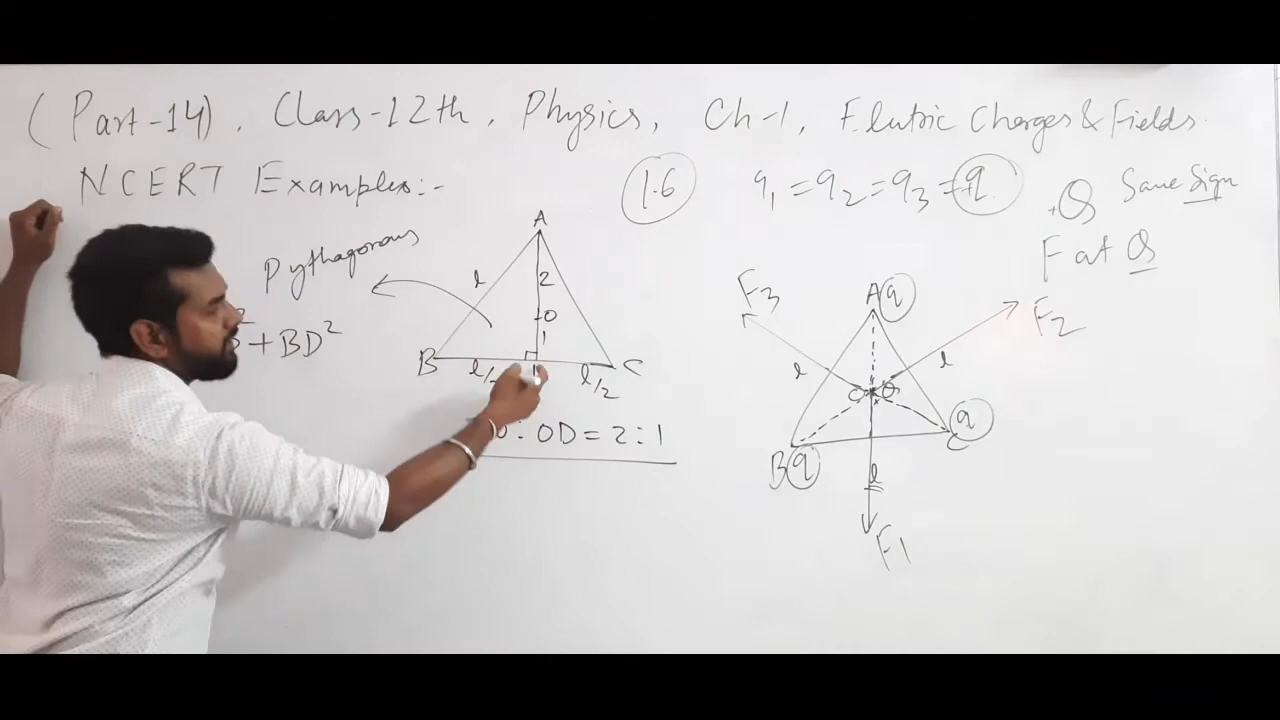 (Part-14), Class-12th, Physics, Ch-1, Electric Charges & Fields.
NCERT Examples:-
1.6
q1 = q2 = q3 = +q
+Q Same Sign
F at Q
Pythagorous
+ BD²
A
l
2
O
1
B
C
l/2
: OD = 2 : 1
F3
A q
F2
l
l
O
Q
B q
C q
l
F1